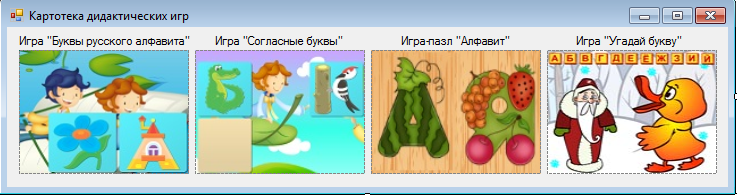 Картотека дидактических игр
Игра "Буквы русского алфавита"
Игра "Согласные буквы"
Игра-пазл "Алфавит"
Игра "Угадай букву"
А Б В Г Д Е Ё Ж З И Й